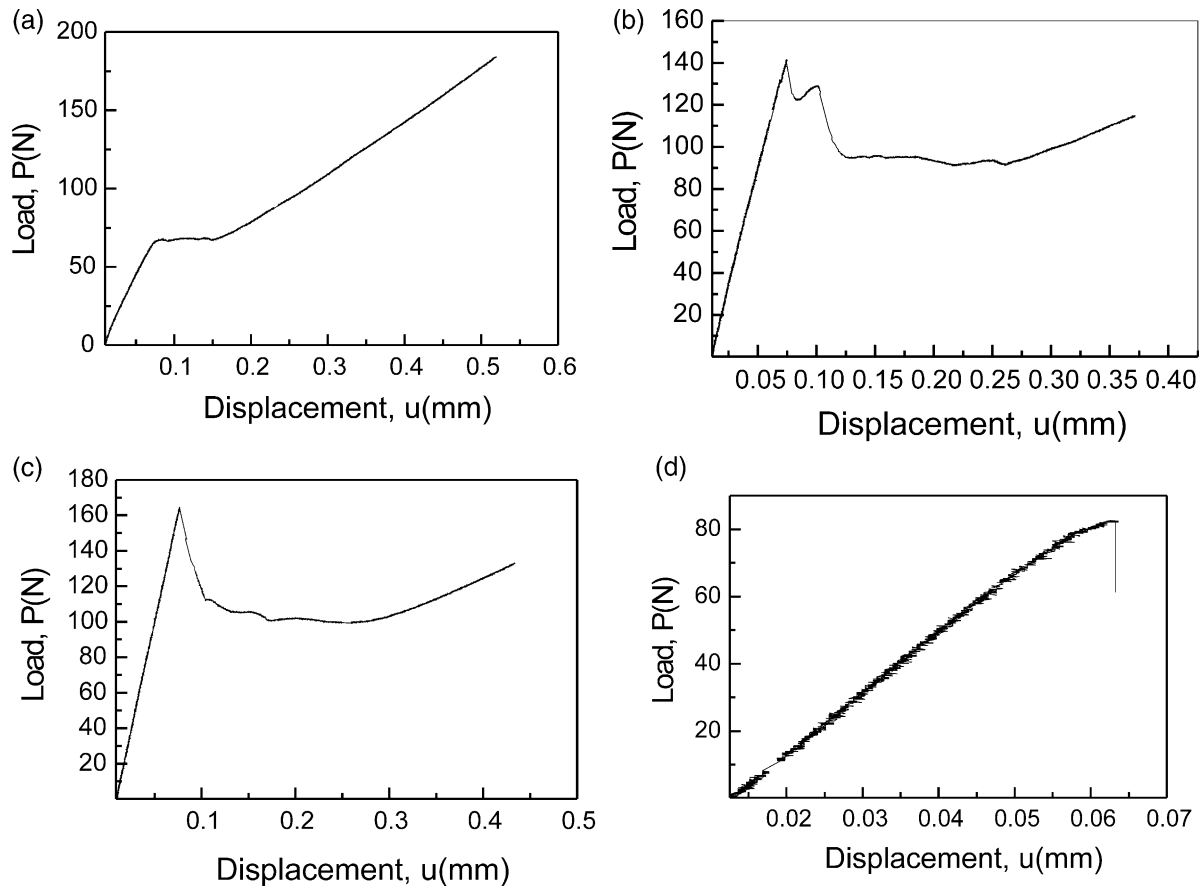 (a)
200
150
100
50
0
Load, P(N)
0.1 0.2 0.3 0.4 0.5 0.6
Displacement, u(mm)
(b)
160
140
120
100
80
60
40
20
Load, P(N)
0.05 0.10 0.15 0.20 0.25 0.30 0.35 0.40
Displacement, u(mm)
(c)
180
160
140
120
100
80
60
40
20
Load, P(N)
0.1 0.2 0.3 0.4 0.5
Displacement, u(mm)
(d)
80
60
40
20
Load, P(N)
0.02 0.03 0.04 0.05 0.06 0.07
Displacement, u(mm)